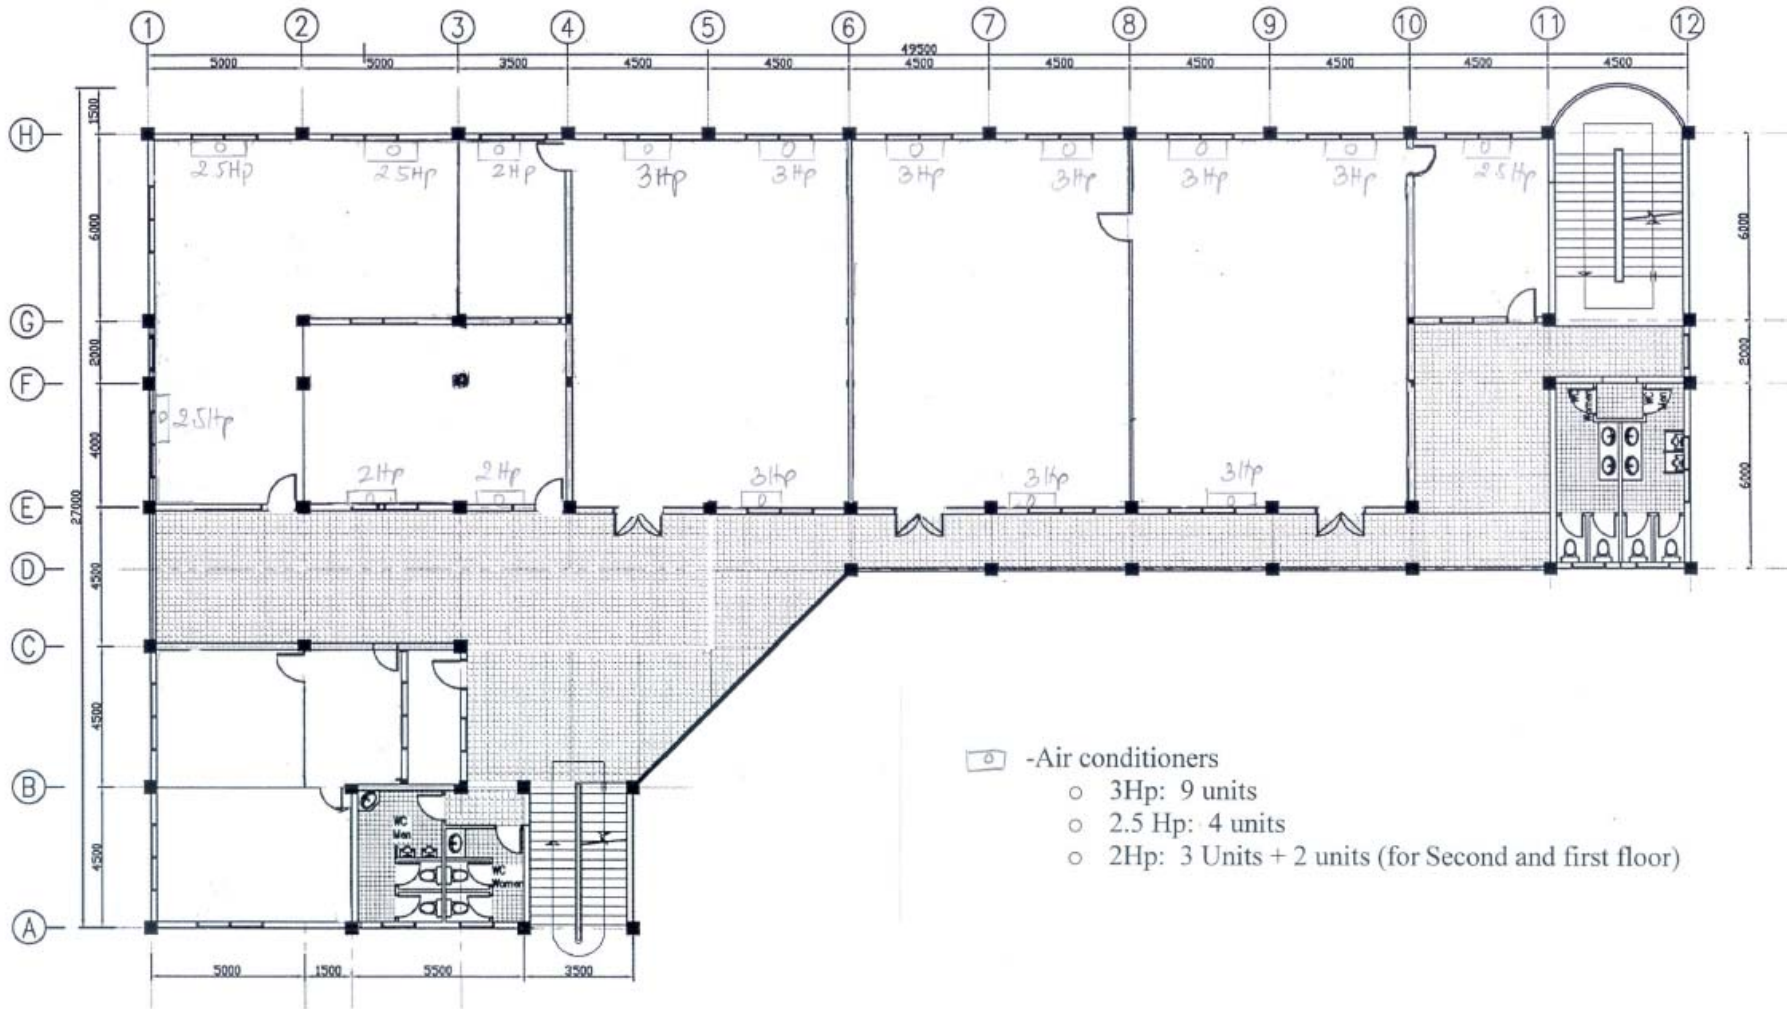 1 2 3 4 5 6 7 8 9 10 11 12
49500
5000 5000 3500 4500 4500 4500 4500 4500 4500 4500 4500
1500
H
2.5Hp 2.5Hp 2Hp 3Hp 3Hp 3Hp 3Hp 3Hp 3Hp 2.5Hp
6000 6000
G
2000 2000
F
WC Women WC Men
2.5Hp
4000
2Hp 2Hp 3Hp 3Hp 3Hp
6000
E
27000
D
4500
C
4500
-Air conditioners
B
3Hp: 9 units
2.5 Hp: 4 units
WC Men
4500
2Hp: 3 Units + 2 units (for Second and first floor)
WC Women
A
5000 1500 5500 3500